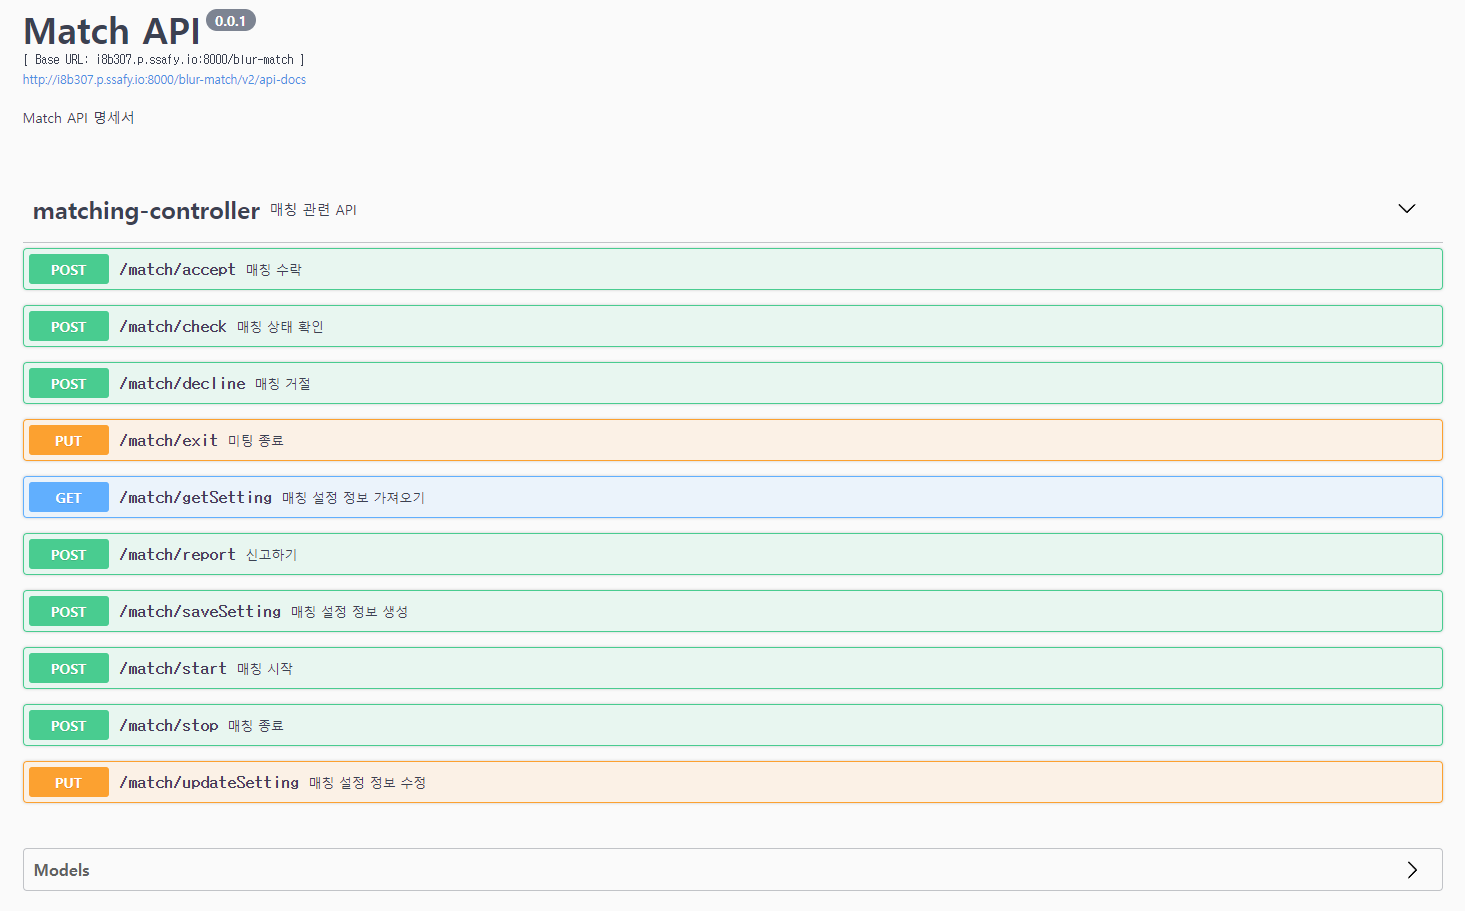 Match API 0.0.1
[ Base URL: i8b307.p.ssafy.io:8000/blur-match ]
http://i8b307.p.ssafy.io:8000/blur-match/v2/api-docs
Match API 명세서
matching-controller 매칭 관련 API
POST /match/accept 매칭 수락
POST /match/check 매칭 상태 확인
POST /match/decline 매칭 거절
PUT /match/exit 미팅 종료
GET /match/getSetting 매칭 설정 정보 가져오기
POST /match/report 신고하기
POST /match/saveSetting 매칭 설정 정보 생성
POST /match/start 매칭 시작
POST /match/stop 매칭 종료
PUT /match/updateSetting 매칭 설정 정보 수정
Models